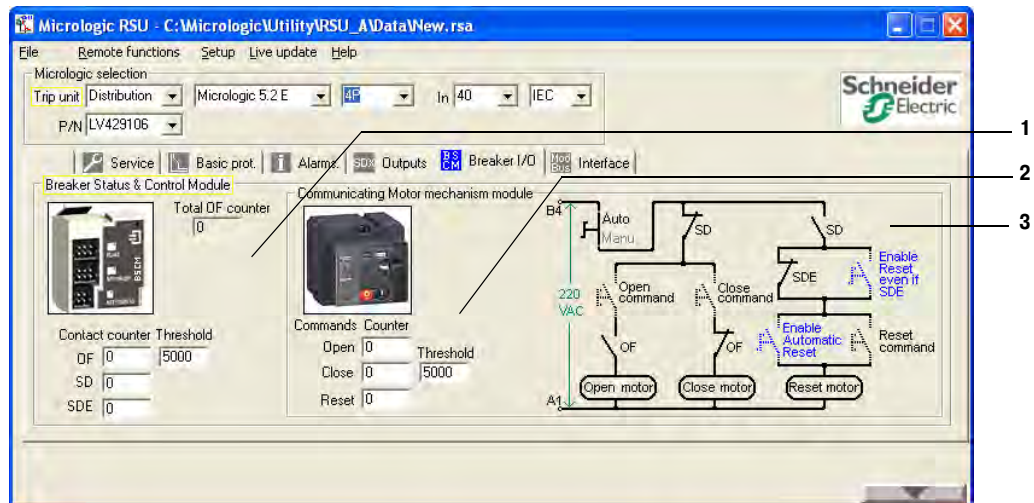 Micrologic RSU - C:\Micrologic\Utility\RSU_A\Data\New.rsa
File Remote functions Setup Live update Help
Micrologic selection
Trip unit Distribution Micrologic 5.2 E 4P In 40 IEC
P/N LV429106
Schneider
Electric
1
Service Basic prot. Alarms. SDx Outputs BSCM Breaker I/O Mod Bus Interface
2
Breaker Status & Control Module
Total OF counter
0
BSCM
Contact counter Threshold
OF 0 5000
SD 0
SDE 0
Communicating Motor mechanism module
Commands Counter
Open 0 Threshold
Close 0 5000
Reset 0
B4
Auto
Manu
SD
SD
3
220
VAC
Open
command
Close
command
SDE
Enable
Reset
even if
SDE
OF
OF
Enable
Automatic
Reset
Reset
command
Open motor
Close motor
Reset motor
A1